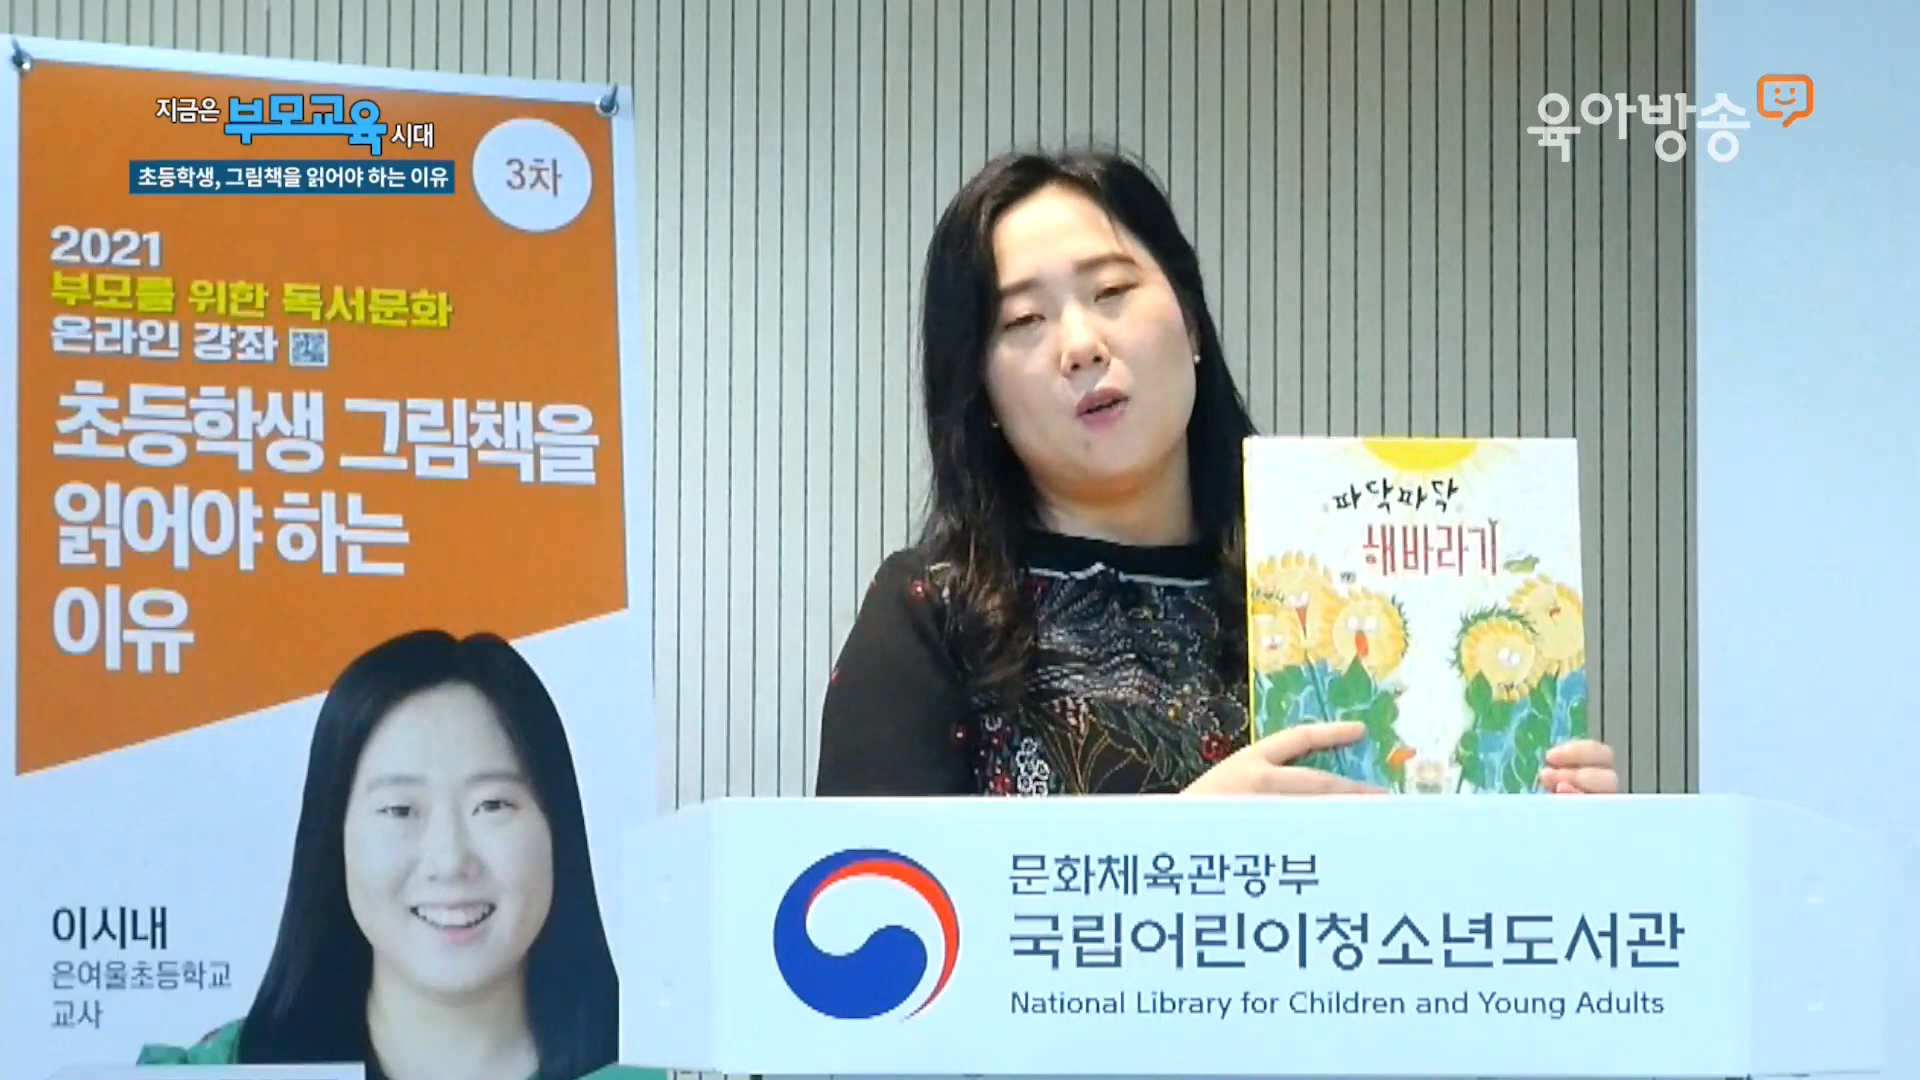 지금은 부모교육 시대
초등학생, 그림책을 읽어야 하는 이유
육아방송
3차
2021
부모를 위한 독서문화
온라인 강좌
초등학생 그림책을
읽어야 하는
이유
이시내
은여울초등학교
교사
파닥파닥
해바라기
문화체육관광부
국립어린이청소년도서관
National Library for Children and Young Adults